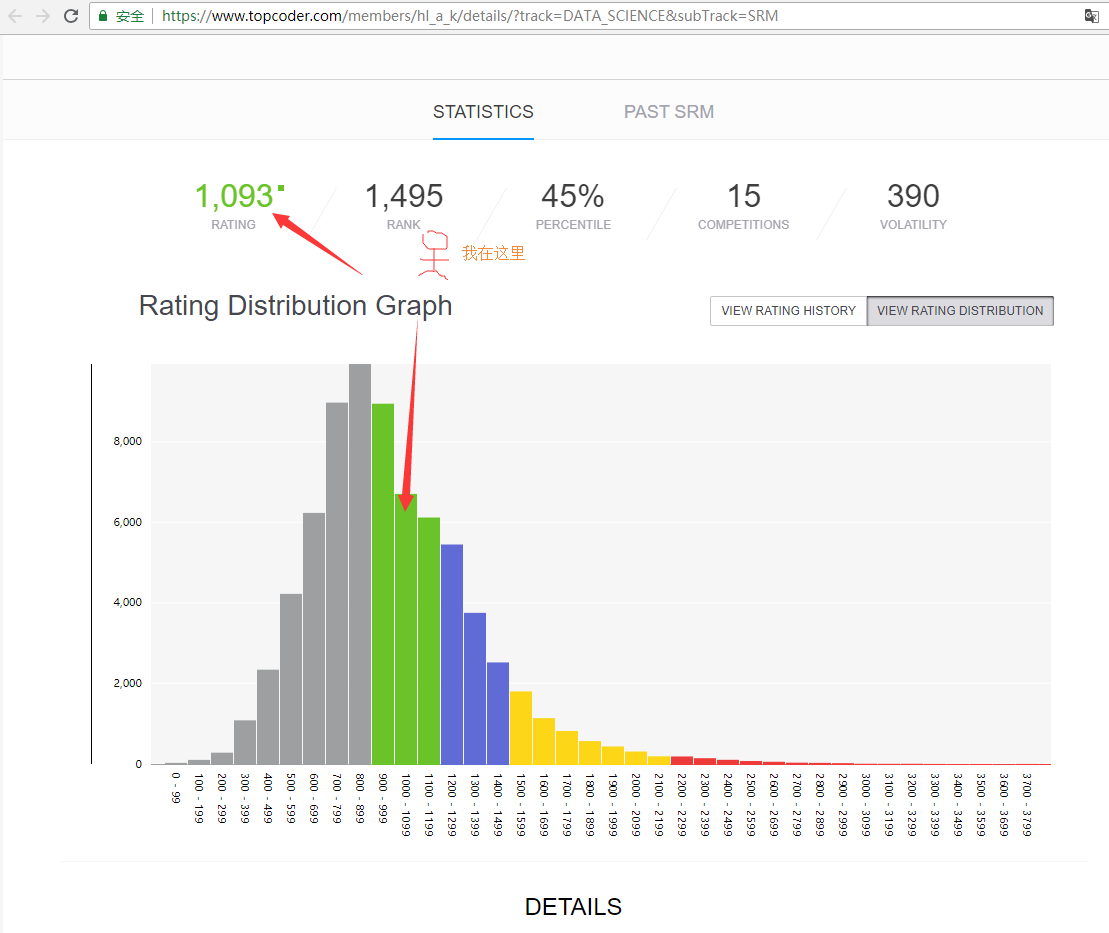 安全 https://www.topcoder.com/members/hl_a_k/details/?track=DATA_SCIENCE&subTrack=SRM
STATISTICS PAST SRM
1,093 1,495 45% 15 390
RATING RANK PERCENTILE COMPETITIONS VOLATILITY
我在这里
Rating Distribution Graph VIEW RATING HISTORY VIEW RATING DISTRIBUTION
8,000
6,000
4,000
2,000
0
0 - 99
100 - 199
200 - 299
300 - 399
400 - 499
500 - 599
600 - 699
700 - 799
800 - 899
900 - 999
1000 - 1099
1100 - 1199
1200 - 1299
1300 - 1399
1400 - 1499
1500 - 1599
1600 - 1699
1700 - 1799
1800 - 1899
1900 - 1999
2000 - 2099
2100 - 2199
2200 - 2299
2300 - 2399
2400 - 2499
2500 - 2599
2600 - 2699
2700 - 2799
2800 - 2899
2900 - 2999
3000 - 3099
3100 - 3199
3200 - 3299
3300 - 3399
3400 - 3499
3500 - 3599
3600 - 3699
3700 - 3799
DETAILS